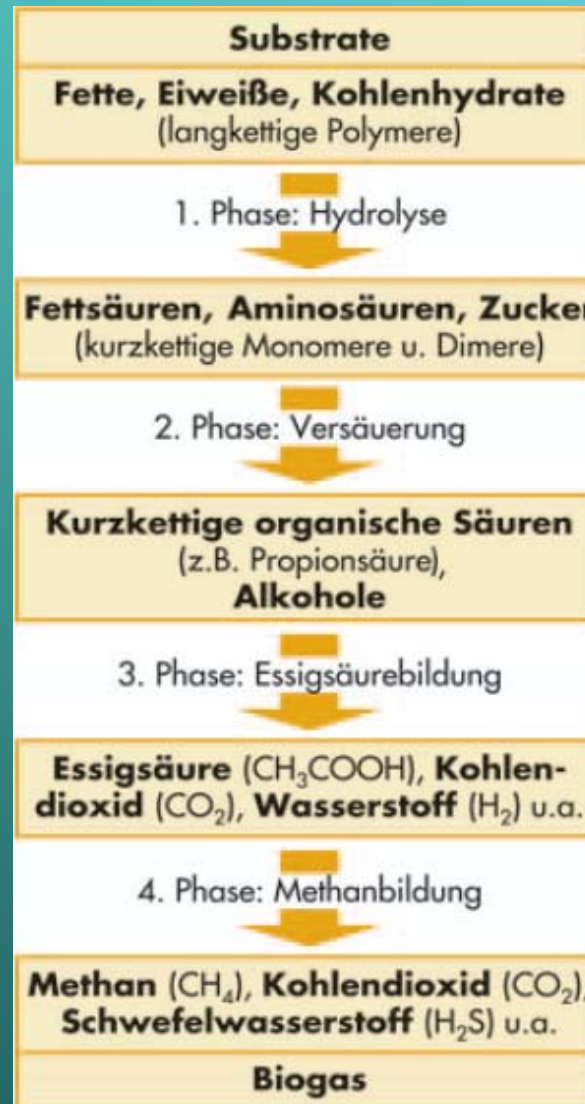 Substrate
Fette, Eiweiße, Kohlenhydrate
(langkettige Polymere)
1. Phase: Hydrolyse
Fettsäuren, Aminosäuren, Zucker
(kurzkettige Monomere u. Dimere)
2. Phase: Versäuerung
Kurzkettige organische Säuren
(z.B. Propionsäure),
Alkohole
3. Phase: Essigsäurebildung
Essigsäure (CH₃COOH), Kohlen-
dioxid (CO₂), Wasserstoff (H₂) u.a.
4. Phase: Methanbildung
Methan (CH₄), Kohlendioxid (CO₂),
Schwefelwasserstoff (H₂S) u.a.
Biogas